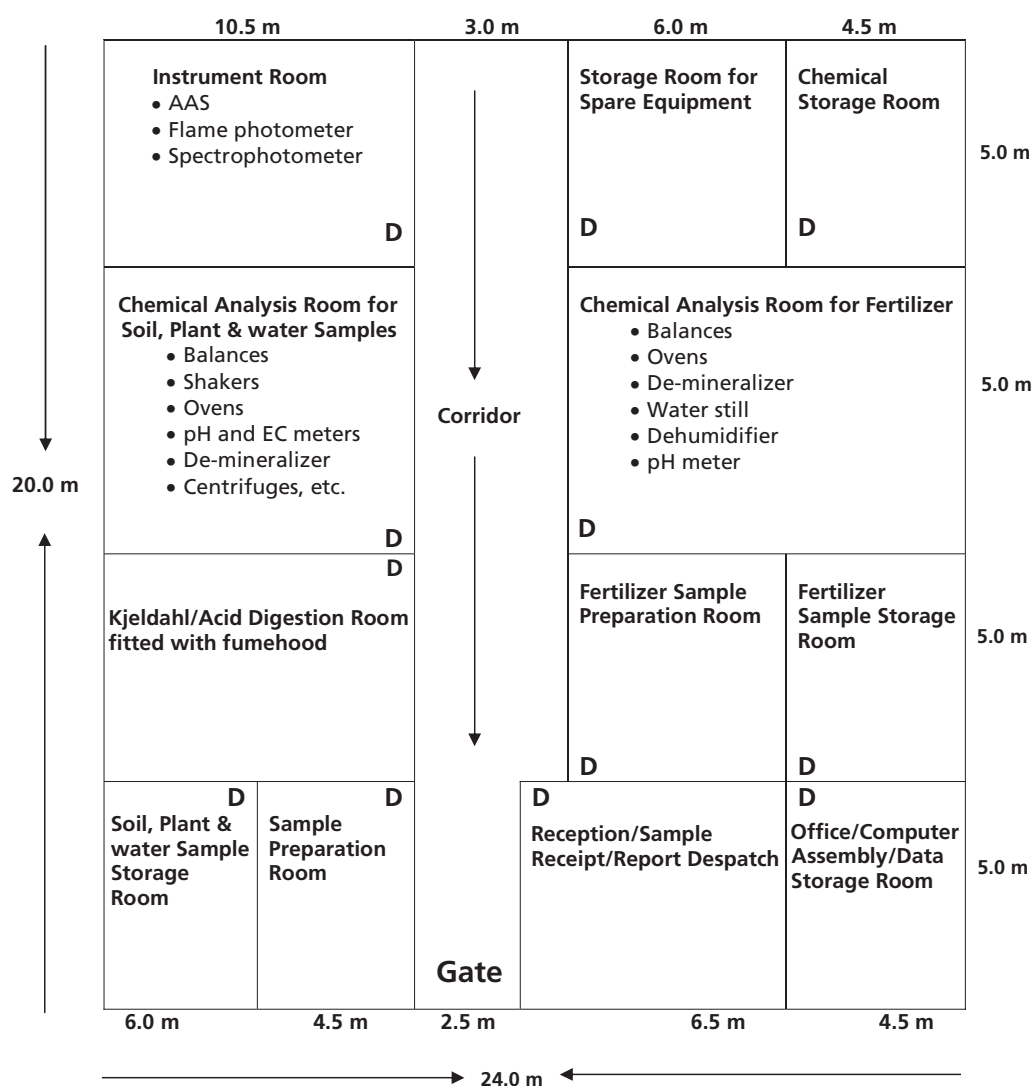 10.5 m
3.0 m
6.0 m
4.5 m
Instrument Room
• AAS
• Flame photometer
• Spectrophotometer
D
Storage Room for
Spare Equipment
D
Chemical
Storage Room
D
5.0 m
Chemical Analysis Room for
Soil, Plant & water Samples
• Balances
• Shakers
• Ovens
• pH and EC meters
• De-mineralizer
• Centrifuges, etc.
D
Corridor
Chemical Analysis Room for Fertilizer
• Balances
• Ovens
• De-mineralizer
• Water still
• Dehumidifier
• pH meter
D
5.0 m
20.0 m
D
Kjeldahl/Acid Digestion Room
fitted with fumehood
Fertilizer Sample
Preparation Room
D
Fertilizer
Sample Storage
Room
D
5.0 m
D
Soil, Plant &
water Sample
Storage
Room
D
Sample
Preparation
Room
D
Reception/Sample
Receipt/Report Despatch
D
Office/Computer
Assembly/Data
Storage Room
5.0 m
Gate
6.0 m
4.5 m
2.5 m
6.5 m
4.5 m
24.0 m